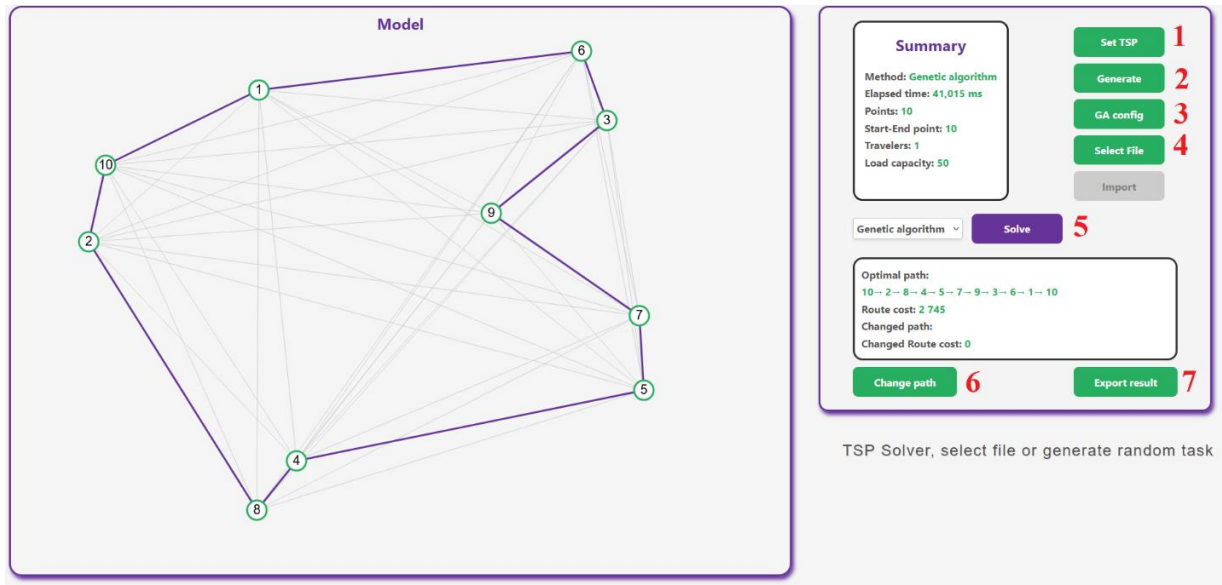 Model
6
1
3
10
9
2
7
5
4
8
Summary
Method: Genetic algorithm
Elapsed time: 41,015 ms
Points: 10
Start-End point: 10
Travelers: 1
Load capacity: 50
Set TSP 1
Generate 2
GA config 3
Select File 4
Import
Genetic algorithm Solve 5
Optimal path:
10→ 2→ 8→ 4→ 5→ 7→ 9→ 3→ 6→ 1→ 10
Route cost: 2 745
Changed path:
Changed Route cost: 0
Change path 6
Export result 7
TSP Solver, select file or generate random task